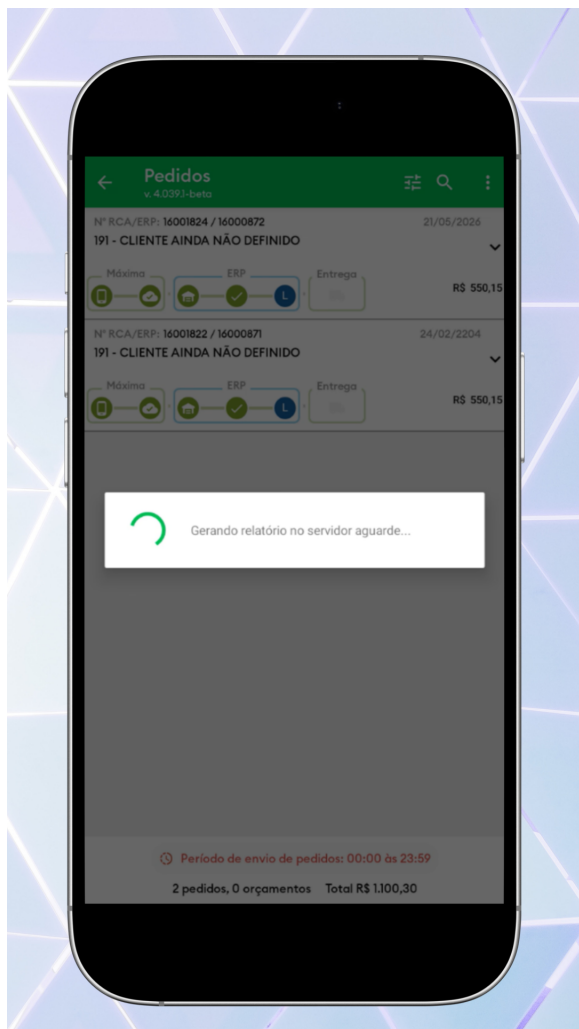 Pedidos
v. 4.039.1-beta
Nº RCA/ERP: 16001824 / 16000872 21/05/2026
191 - CLIENTE AINDA NÃO DEFINIDO
Máxima ERP Entrega
L
R$ 550,15
Nº RCA/ERP: 16001822 / 16000871 24/02/2204
191 - CLIENTE AINDA NÃO DEFINIDO
Máxima ERP Entrega
L
R$ 550,15
Gerando relatório no servidor aguarde...
Período de envio de pedidos: 00:00 às 23:59
2 pedidos, 0 orçamentos Total R$ 1.100,30